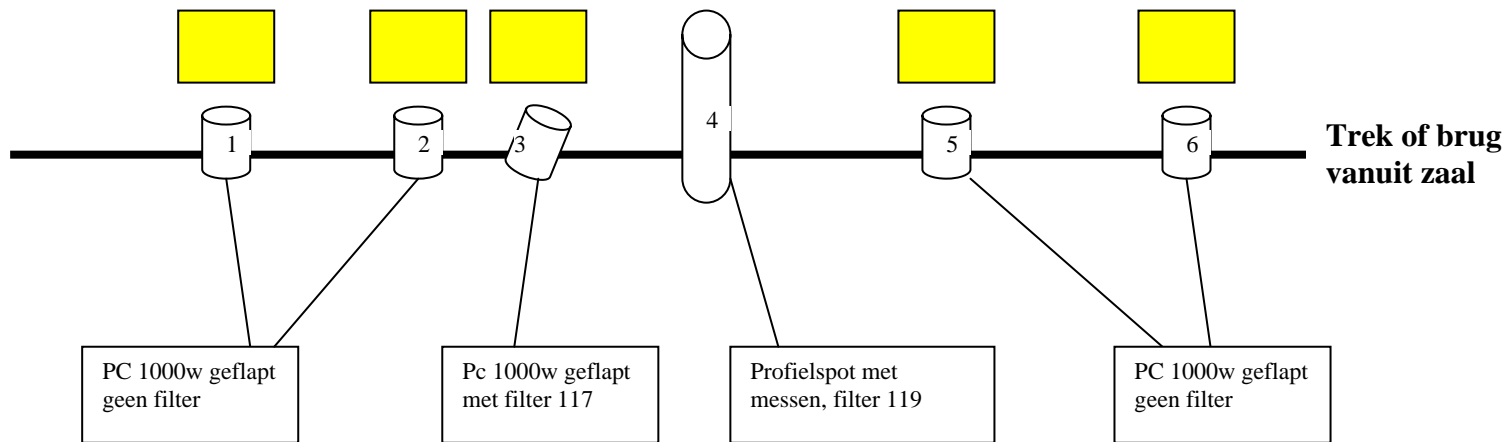 1
2
3
4
5
6
Trek of brug
vanuit zaal
PC 1000w geflapt
geen filter
Pc 1000w geflapt
met filter 117
Profielspot met
messen, filter 119
PC 1000w geflapt
geen filter